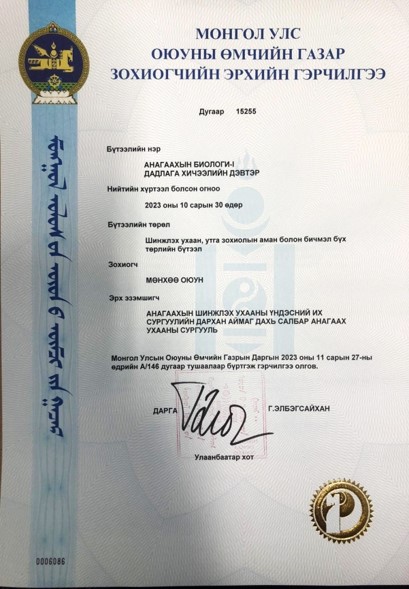 МОНГОЛ УЛС
ОЮУНЫ ӨМЧИЙН ГАЗАР
ЗОХИОГЧИЙН ЭРХИЙН ГЭРЧИЛГЭЭ
Дугаар 15255
Бүтээлийн нэр
АНАГААХЫН БИОЛОГИ-I
ДАДЛАГА ХИЧЭЭЛИЙН ДЭВТЭР
Нийтийн хүртээл болсон огноо
2023 оны 10 сарын 30 өдөр
Бүтээлийн төрөл
Шинжлэх ухаан, утга зохиолын аман болон бичмэл бүх
төрлийн бүтээл
Зохиогч
МӨНХӨӨ ОЮУН
Эрх эзэмшигч
АНАГААХЫН ШИНЖЛЭХ УХААНЫ ҮНДЭСНИЙ ИХ
СУРГУУЛИЙН ДАРХАН АЙМАГ ДАХЬ САЛБАР АНАГААХ
УХААНЫ СУРГУУЛЬ
Монгол Улсын Оюуны Өмчийн Газрын Даргын 2023 оны 11 сарын 27-ны
өдрийн А/146 дугаар тушаалаар бүртгэж гэрчилгээ олгов.
ДАРГА Г.ЭЛБЭГСАЙХАН
Улаанбаатар хот
0006086